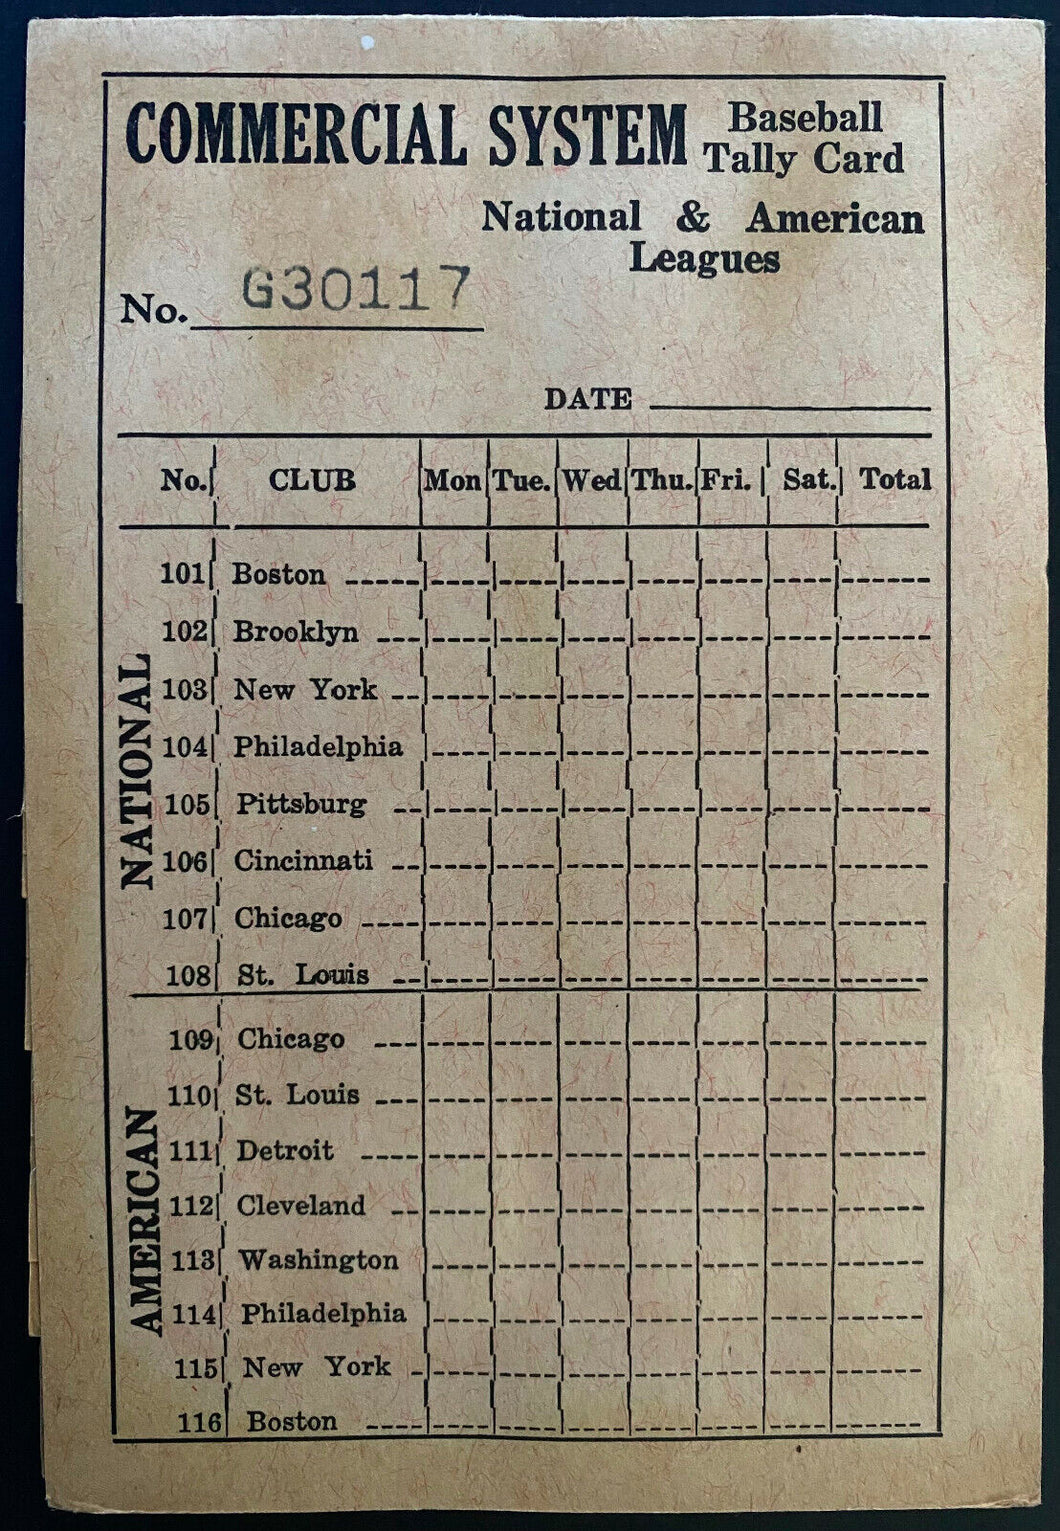 COMMERCIAL SYSTEM Baseball
Tally Card
National & American
Leagues
No. G30117
DATE
No. CLUB Mon Tue. Wed Thu. Fri. Sat. Total
NATIONAL
101 Boston
102 Brooklyn
103 New York
104 Philadelphia
105 Pittsburg
106 Cincinnati
107 Chicago
108 St. Louis
AMERICAN
109 Chicago
110 St. Louis
111 Detroit
112 Cleveland
113 Washington
114 Philadelphia
115 New York
116 Boston